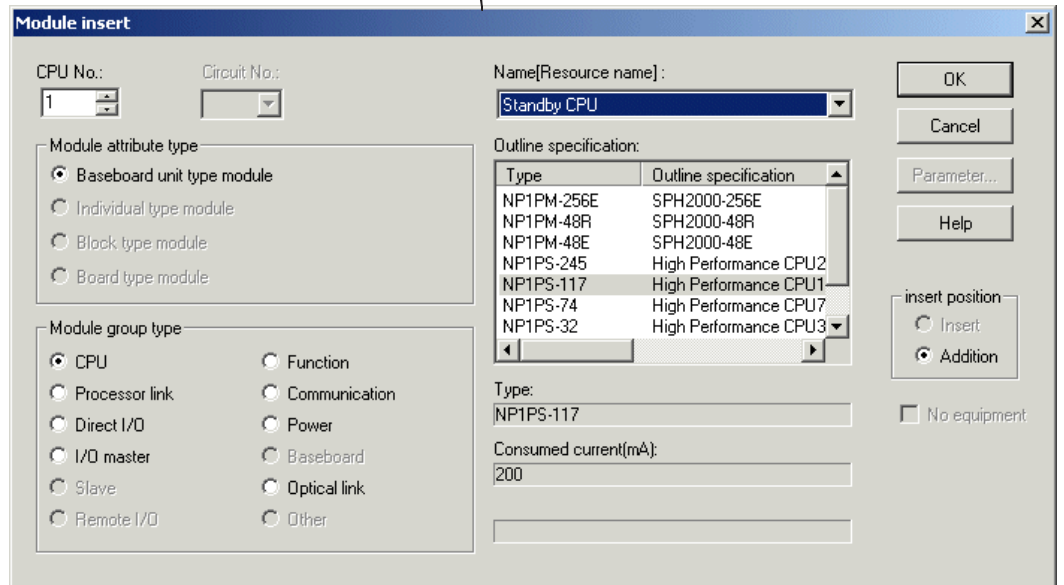 Module insert
CPU No.:
1
Circuit No.:
Module attribute type
Baseboard unit type module
Individual type module
Block type module
Board type module
Module group type
CPU
Function
Processor link
Communication
Direct I/O
Power
I/O master
Baseboard
Slave
Optical link
Remote I/O
Other
Name[Resource name] :
Standby CPU
Outline specification:
Type Outline specification
NP1PM-256E SPH2000-256E
NP1PM-48R SPH2000-48R
NP1PM-48E SPH2000-48E
NP1PS-245 High Performance CPU2
NP1PS-117 High Performance CPU1
NP1PS-74 High Performance CPU7
NP1PS-32 High Performance CPU3
Type:
NP1PS-117
Consumed current(mA):
200
OK
Cancel
Parameter...
Help
insert position
Insert
Addition
No equipment